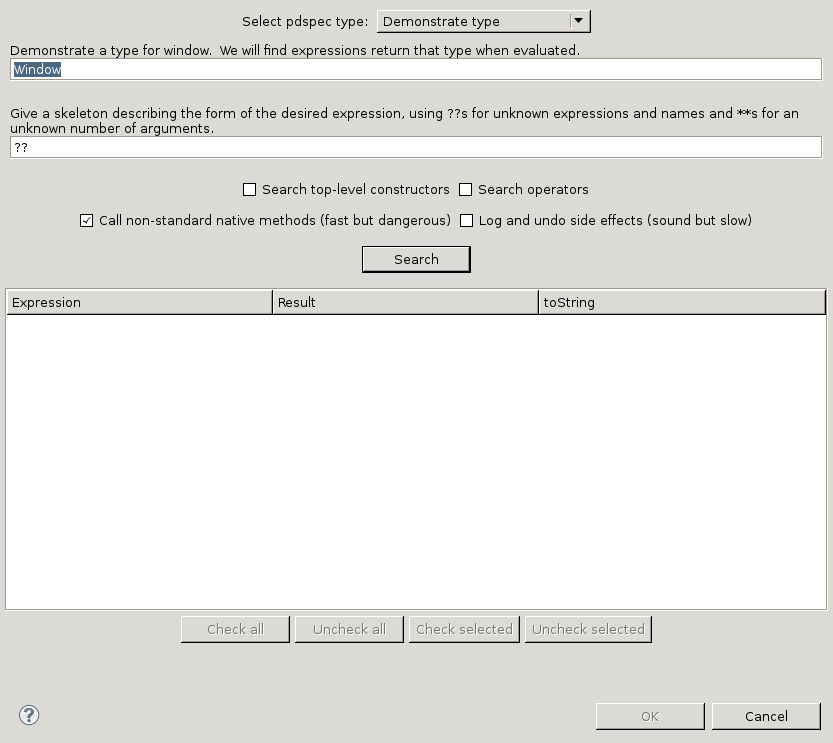 Select pdspec type: Demonstrate type
Demonstrate a type for window.  We will find expressions return that type when evaluated.
Window
Give a skeleton describing the form of the desired expression, using ??s for unknown expressions and names and **s for an
unknown number of arguments.
??
Search top-level constructors Search operators
Call non-standard native methods (fast but dangerous) Log and undo side effects (sound but slow)
Search
Expression Result toString
Check all Uncheck all Check selected Uncheck selected
? OK Cancel